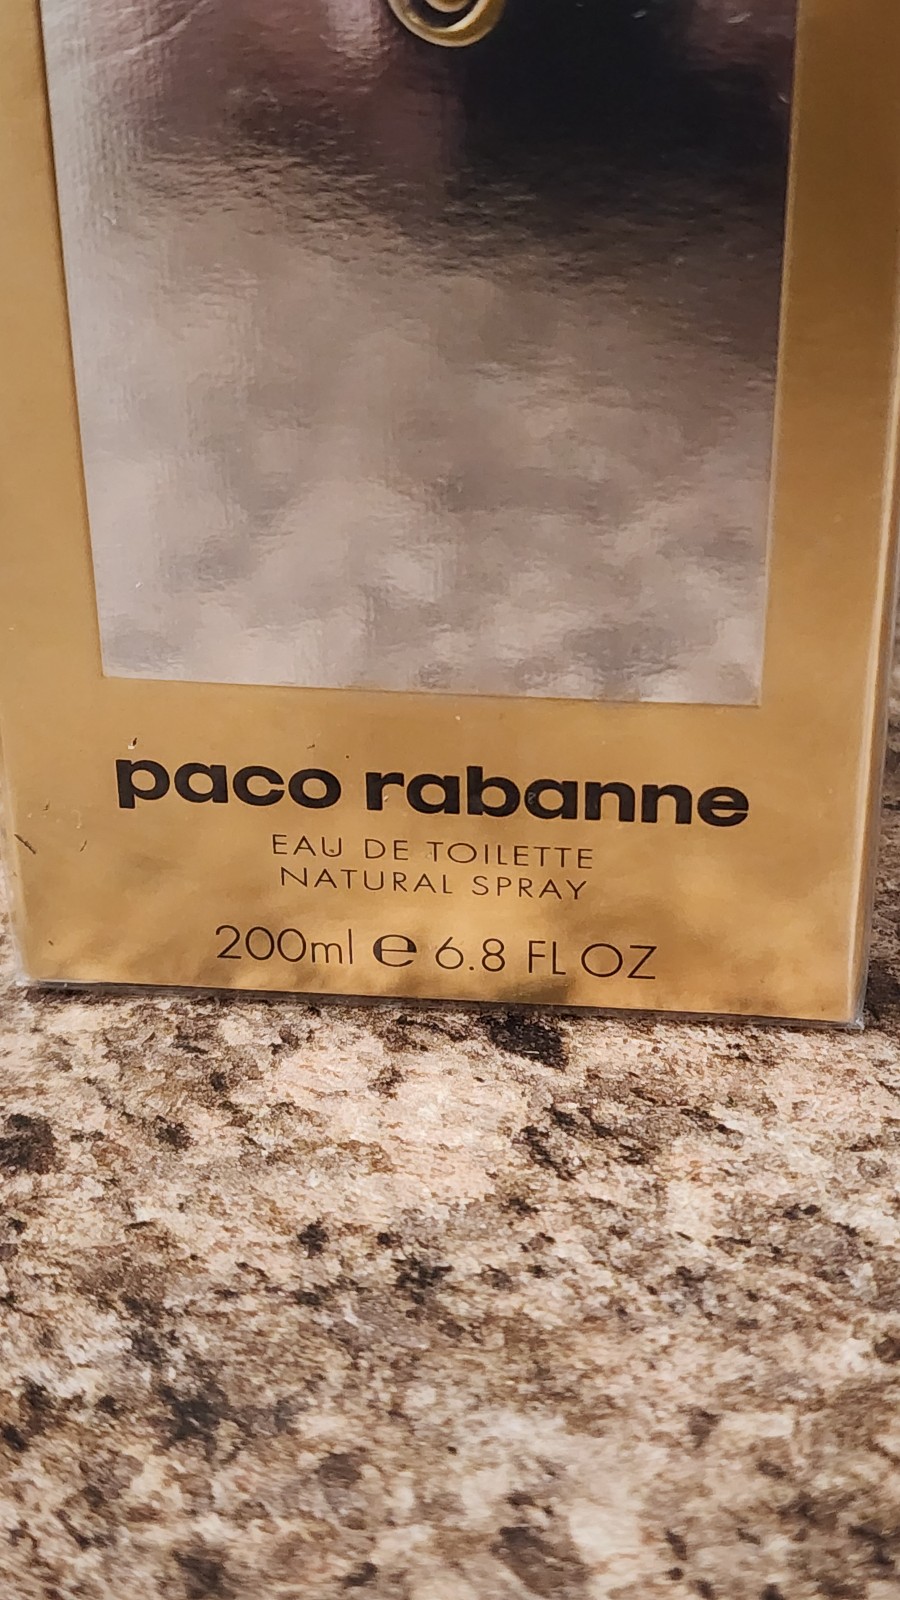 paco rabanne
EAU DE TOILETTE
NATURAL SPRAY
200ml ℮ 6.8 FL OZ